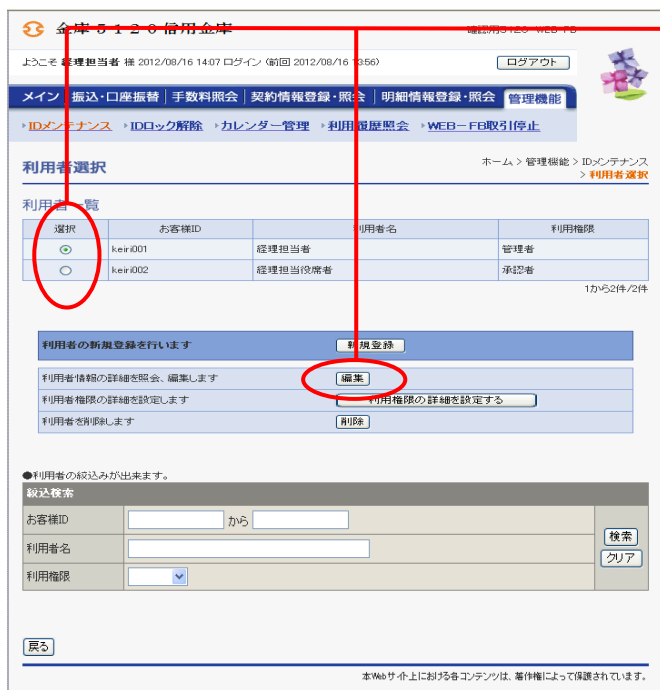 金庫5120信用金庫
確認用5120 WEB-FB
ようこそ 経理担当者 様 2012/08/16 14:07 ログイン (前回 2012/08/16 13:56)
ログアウト
メイン 振込・口座振替 手数料照会 契約情報登録・照会 明細情報登録・照会 管理機能
IDメンテナンス IDロック解除 カレンダー管理 利用履歴照会 WEB-FB取引停止
利用者選択
ホーム > 管理機能 > IDメンテナンス
> 利用者選択
利用者一覧
選択 お客様ID 利用者名 利用権限
keiri001 経理担当者 管理者
keiri002 経理担当役席者 承認者
1から2件/2件
利用者の新規登録を行います 新規登録
利用者情報の詳細を照会、編集します 編集
利用者権限の詳細を設定します 利用権限の詳細を設定する
利用者を削除します 削除
●利用者の絞込みが出来ます。
絞込検索
お客様ID から
利用者名
利用権限
検索
クリア
戻る
本Webサイト上における各コンテンツは、著作権によって保護されています。